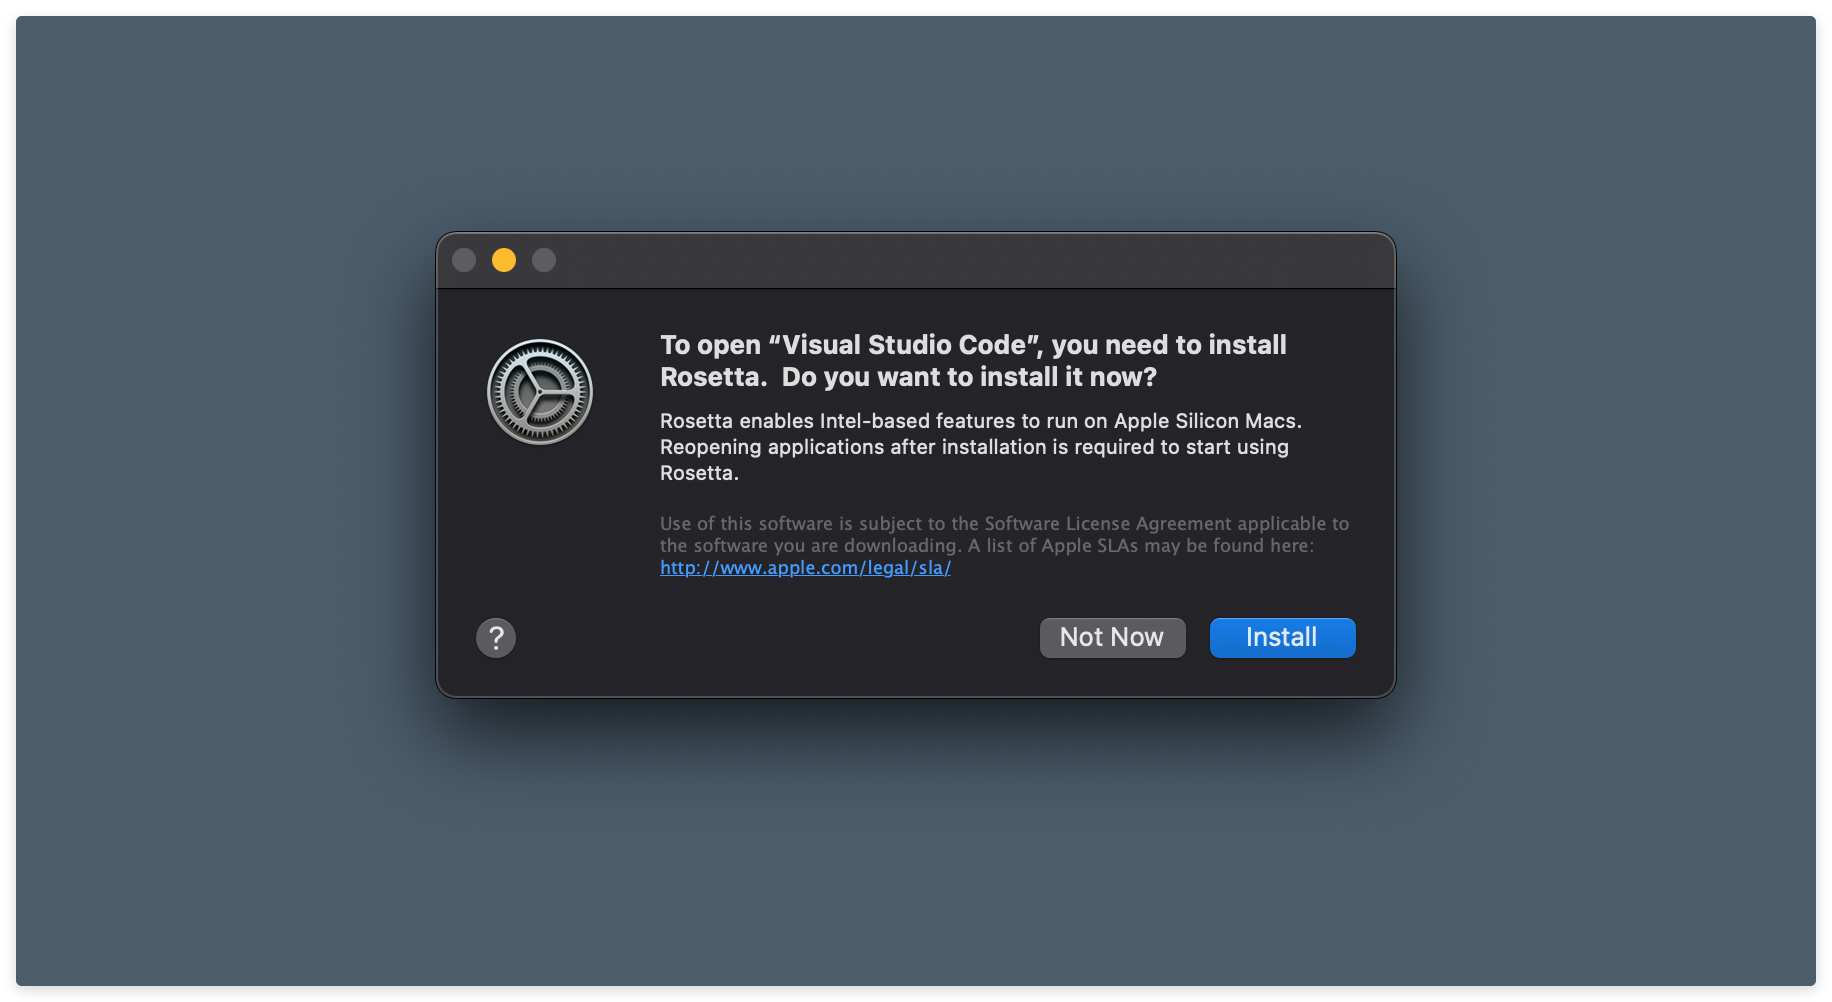 To open “Visual Studio Code”, you need to install
Rosetta.  Do you want to install it now?
Rosetta enables Intel-based features to run on Apple Silicon Macs.
Reopening applications after installation is required to start using
Rosetta.
Use of this software is subject to the Software License Agreement applicable to
the software you are downloading. A list of Apple SLAs may be found here:
http://www.apple.com/legal/sla/
?
Not Now
Install